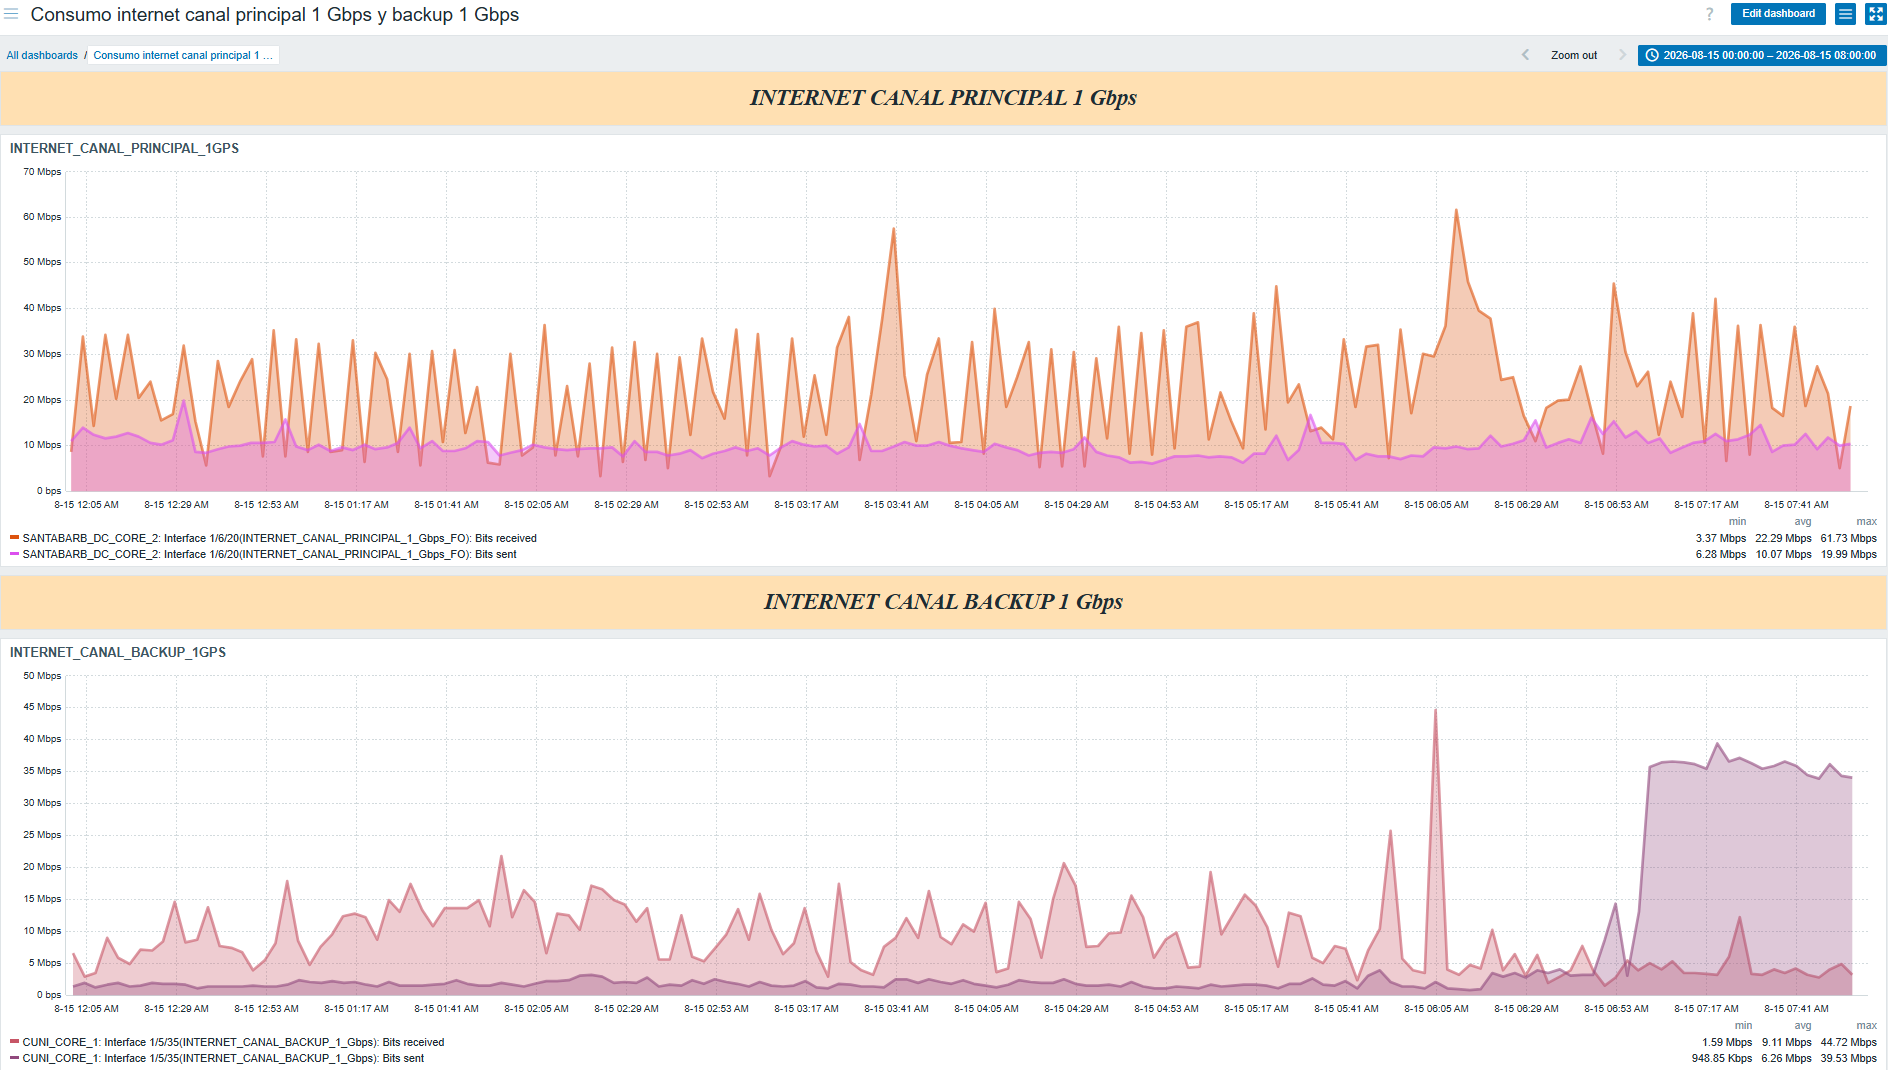 Consumo internet canal principal 1 Gbps y backup 1 Gbps
? Edit dashboard
All dashboards / Consumo internet canal principal 1 ...
Zoom out 2026-08-15 00:00:00 – 2026-08-15 08:00:00
INTERNET CANAL PRINCIPAL 1 Gbps
INTERNET_CANAL_PRINCIPAL_1GPS
70 Mbps
60 Mbps
50 Mbps
40 Mbps
30 Mbps
20 Mbps
10 Mbps
0 bps
8-15 12:05 AM 8-15 12:29 AM 8-15 12:53 AM 8-15 01:17 AM 8-15 01:41 AM 8-15 02:05 AM 8-15 02:29 AM 8-15 02:53 AM 8-15 03:17 AM 8-15 03:41 AM 8-15 04:05 AM 8-15 04:29 AM 8-15 04:53 AM 8-15 05:17 AM 8-15 05:41 AM 8-15 06:05 AM 8-15 06:29 AM 8-15 06:53 AM 8-15 07:17 AM 8-15 07:41 AM
min avg max
SANTABARB_DC_CORE_2: Interface 1/6/20(INTERNET_CANAL_PRINCIPAL_1_Gbps_FO): Bits received 3.37 Mbps 22.29 Mbps 61.73 Mbps
SANTABARB_DC_CORE_2: Interface 1/6/20(INTERNET_CANAL_PRINCIPAL_1_Gbps_FO): Bits sent 6.28 Mbps 10.07 Mbps 19.99 Mbps
INTERNET CANAL BACKUP 1 Gbps
INTERNET_CANAL_BACKUP_1GPS
50 Mbps
45 Mbps
40 Mbps
35 Mbps
30 Mbps
25 Mbps
20 Mbps
15 Mbps
10 Mbps
5 Mbps
0 bps
8-15 12:05 AM 8-15 12:29 AM 8-15 12:53 AM 8-15 01:17 AM 8-15 01:41 AM 8-15 02:05 AM 8-15 02:29 AM 8-15 02:53 AM 8-15 03:17 AM 8-15 03:41 AM 8-15 04:05 AM 8-15 04:29 AM 8-15 04:53 AM 8-15 05:17 AM 8-15 05:41 AM 8-15 06:05 AM 8-15 06:29 AM 8-15 06:53 AM 8-15 07:17 AM 8-15 07:41 AM
min avg max
CUNI_CORE_1: Interface 1/5/35(INTERNET_CANAL_BACKUP_1_Gbps): Bits received 1.59 Mbps 9.11 Mbps 44.72 Mbps
CUNI_CORE_1: Interface 1/5/35(INTERNET_CANAL_BACKUP_1_Gbps): Bits sent 948.85 Kbps 6.26 Mbps 39.53 Mbps